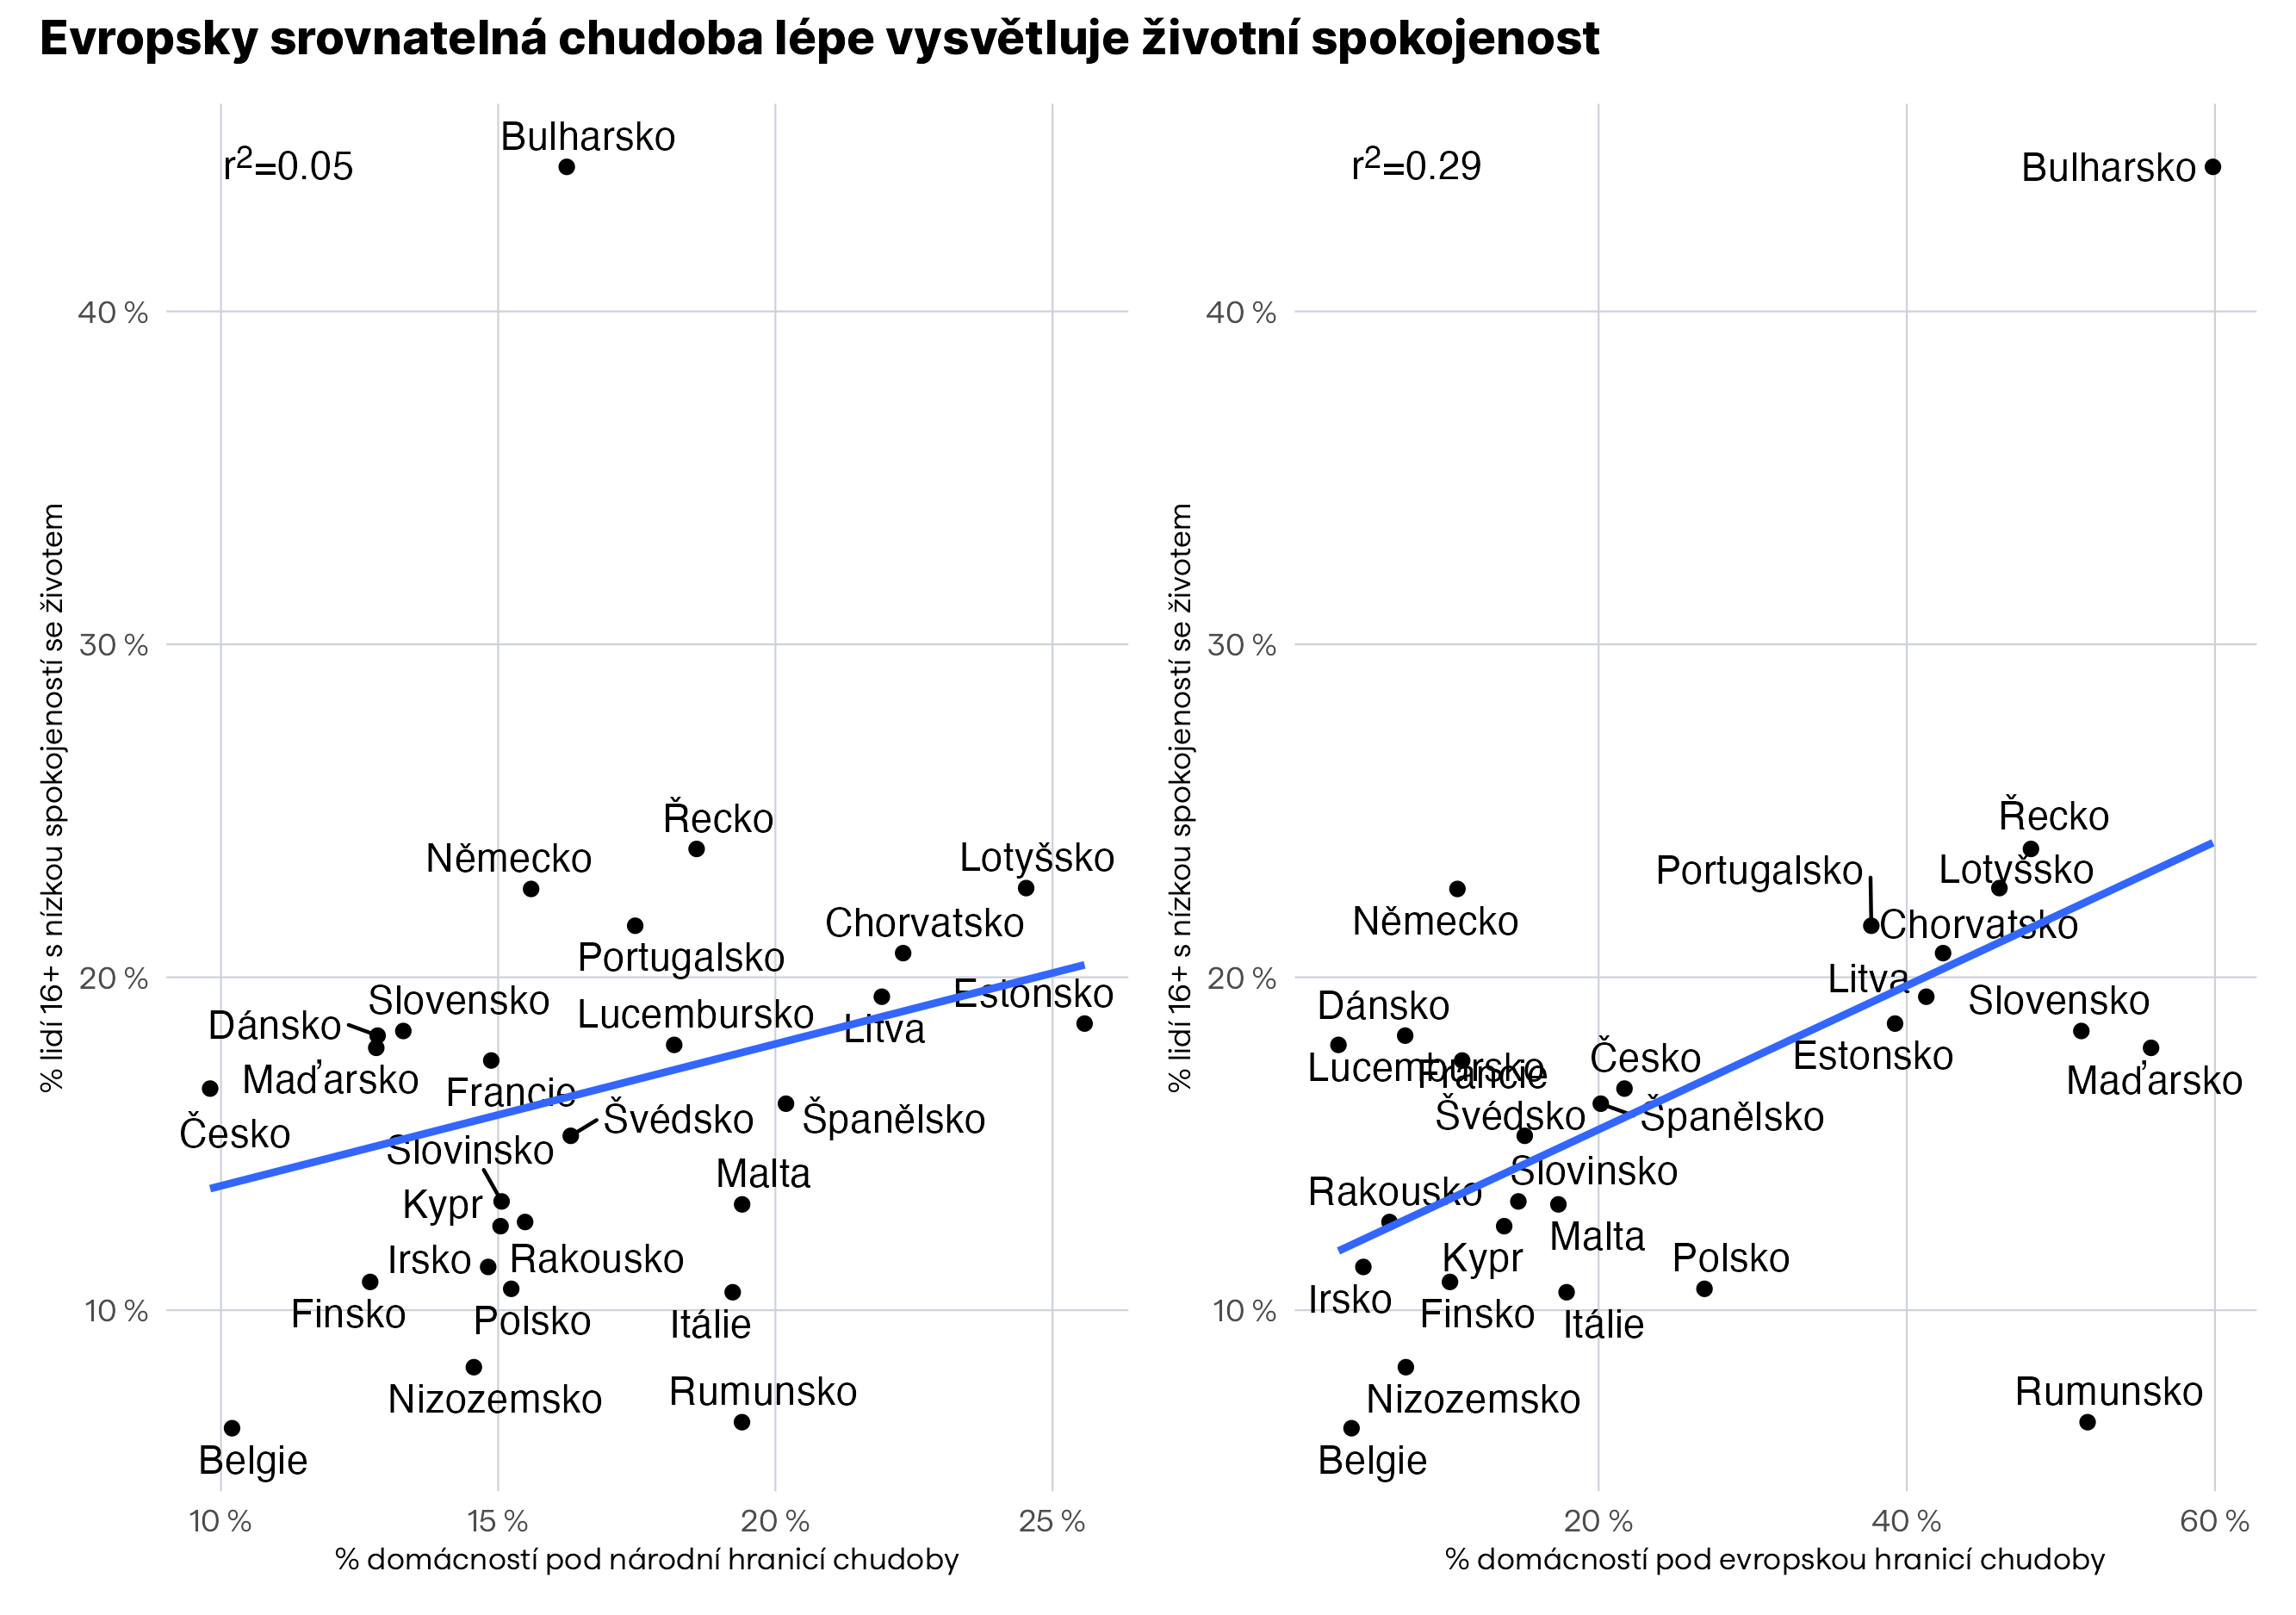 Evropsky srovnatelná chudoba lépe vysvětluje životní spokojenost
r²=0.05
Bulharsko
40 %
30 %
20 %
10 %
% lidí 16+ s nízkou spokojeností se životem
Řecko
Německo
Lotyšsko
Chorvatsko
Portugalsko
Estonsko
Slovensko
Lucembursko
Dánsko
Litva
Maďarsko
Francie
Česko
Švédsko
Španělsko
Slovinsko
Malta
Kypr
Irsko
Rakousko
Finsko
Polsko
Itálie
Nizozemsko
Rumunsko
Belgie
10 %
15 %
20 %
25 %
% domácností pod národní hranicí chudoby
r²=0.29
Bulharsko
40 %
30 %
20 %
10 %
% lidí 16+ s nízkou spokojeností se životem
Řecko
Portugalsko
Lotyšsko
Německo
Chorvatsko
Litva
Slovensko
Dánsko
Estonsko
Česko
Lucembursko
Francie
Maďarsko
Švédsko
Španělsko
Slovinsko
Rakousko
Malta
Kypr
Polsko
Irsko
Finsko
Itálie
Nizozemsko
Rumunsko
Belgie
20 %
40 %
60 %
% domácností pod evropskou hranicí chudoby